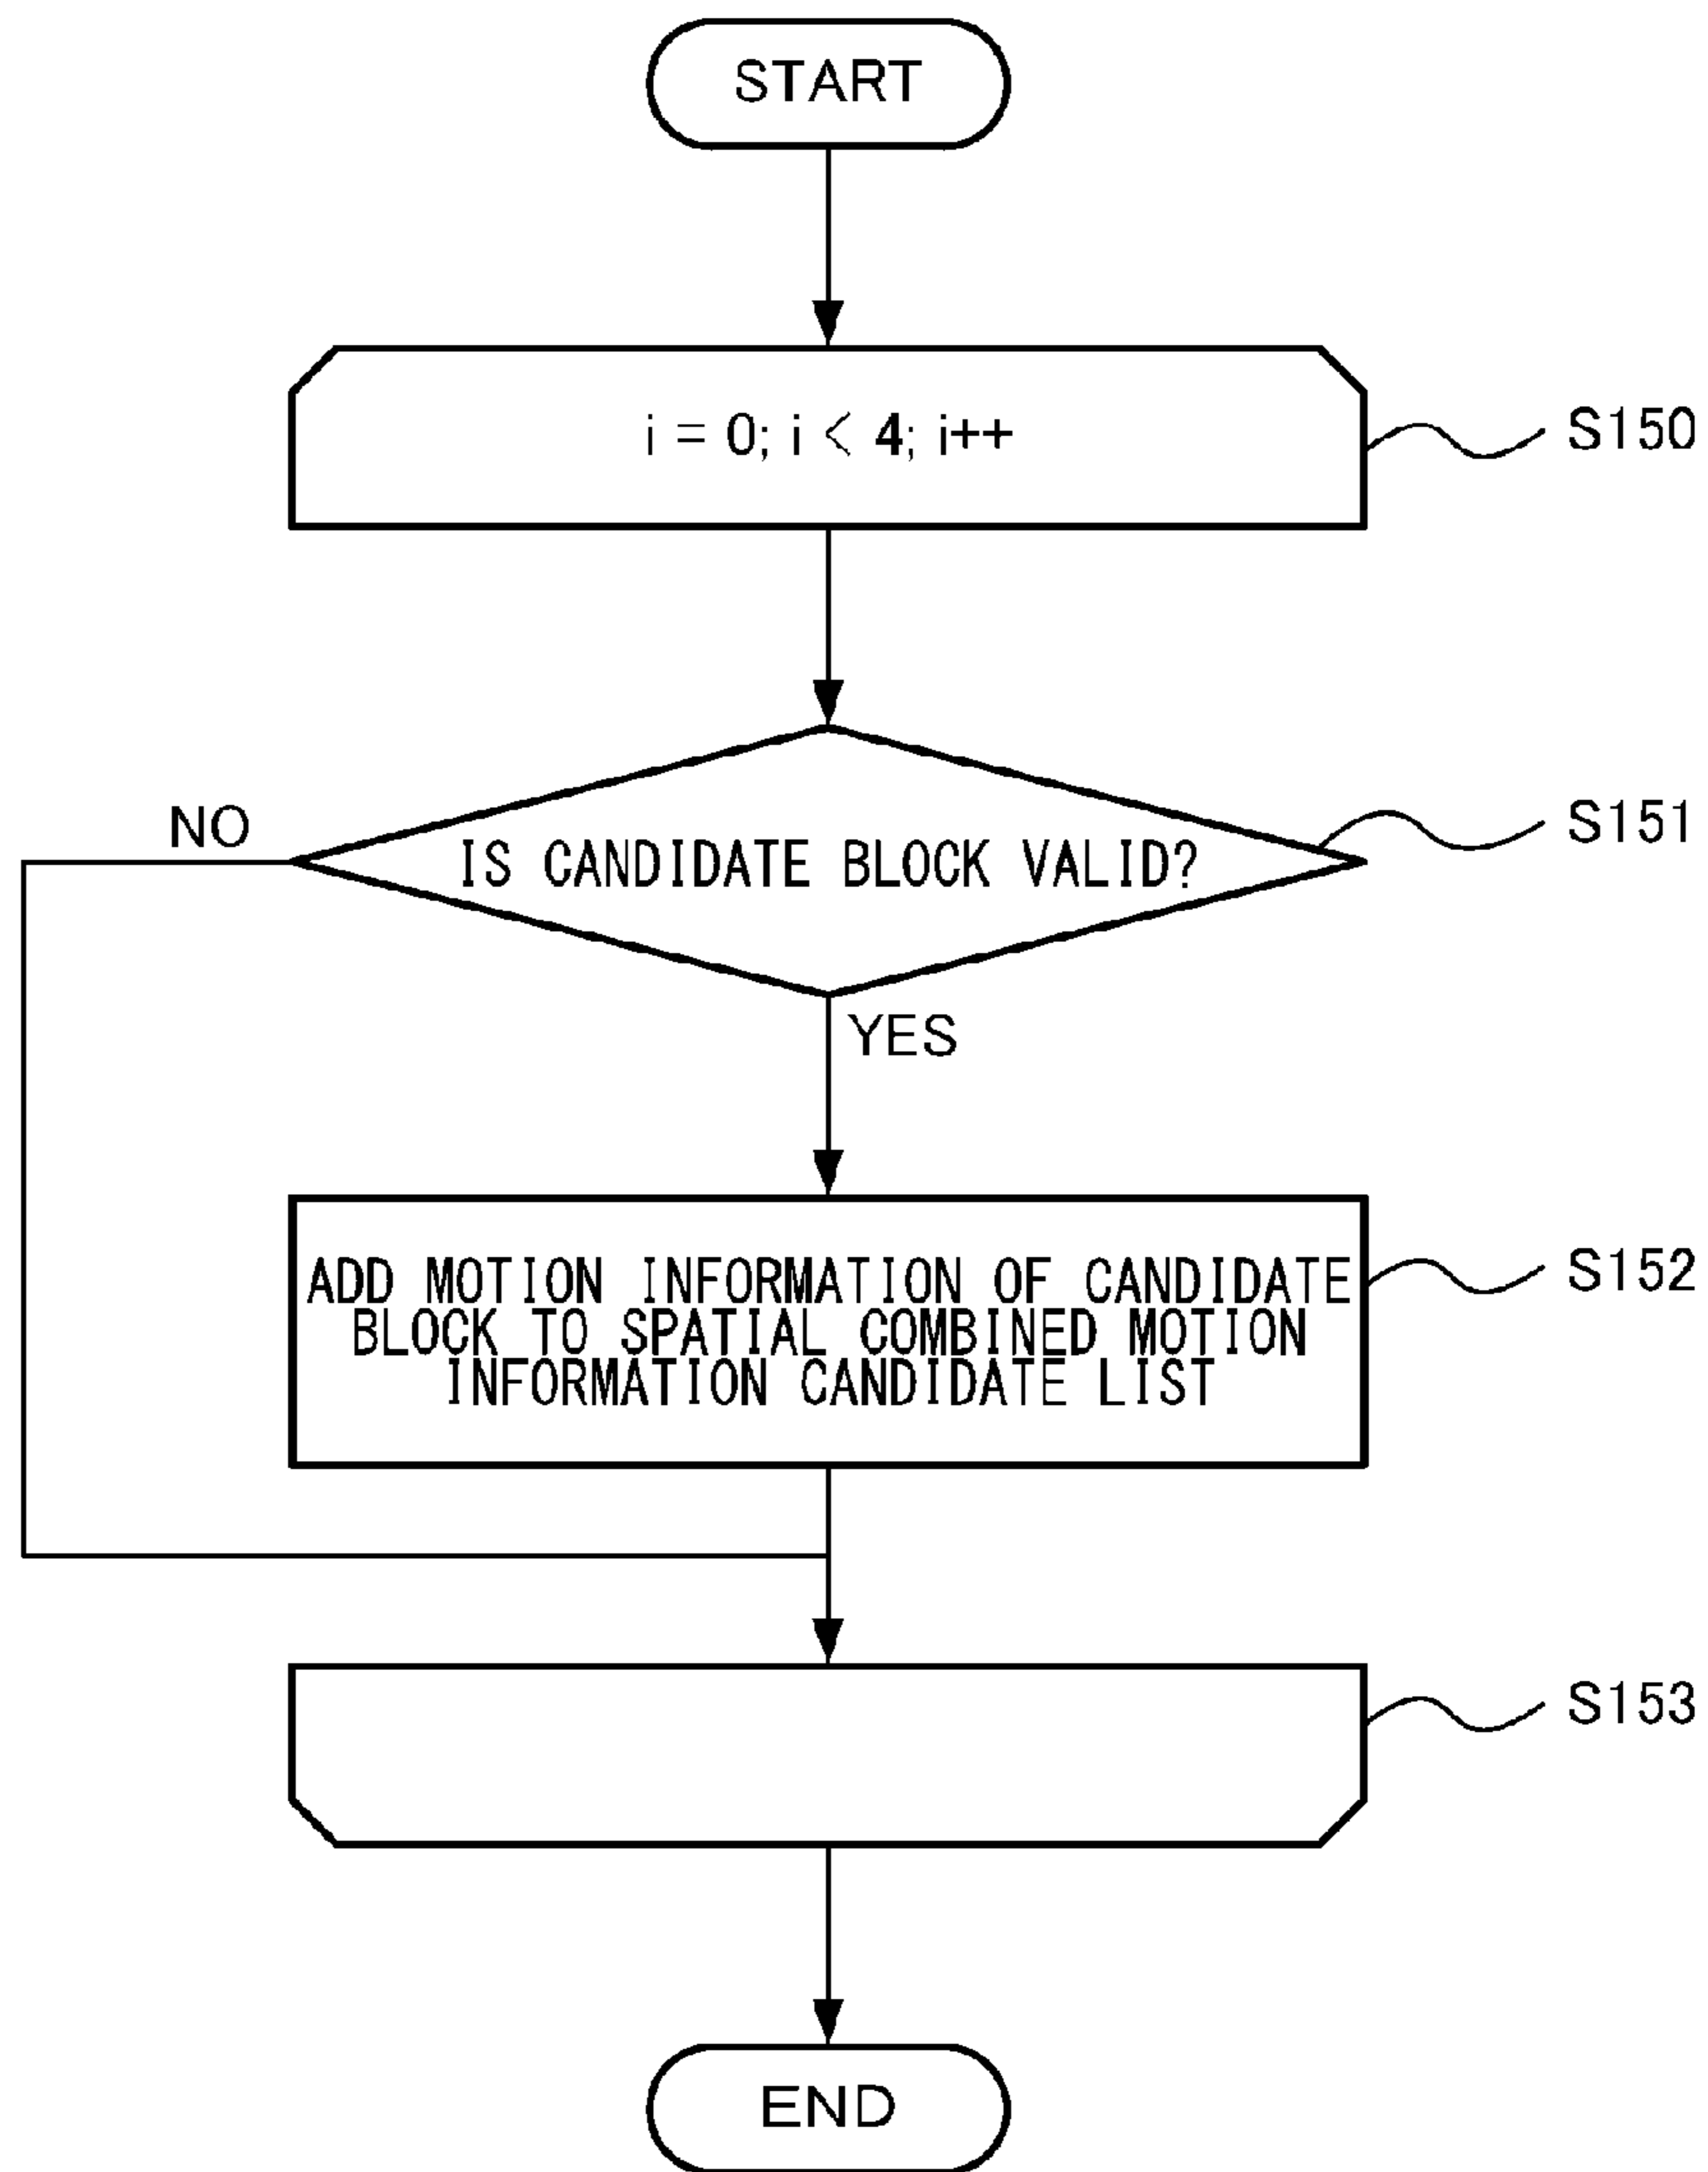 START
i = 0; i < 4; i++
S150
NO
IS CANDIDATE BLOCK VALID?
S151
YES
ADD MOTION INFORMATION OF CANDIDATE
BLOCK TO SPATIAL COMBINED MOTION
INFORMATION CANDIDATE LIST
S152
S153
END